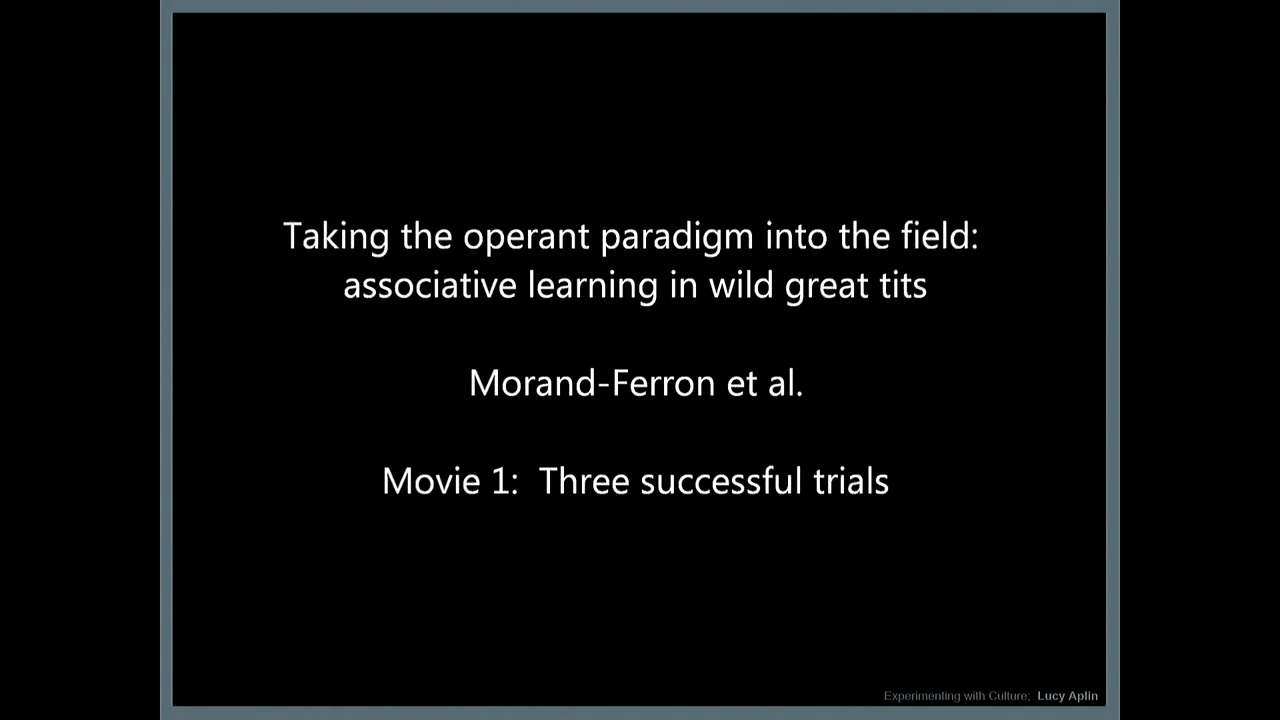 Taking the operant paradigm into the field:
associative learning in wild great tits
Morand-Ferron et al.
Movie 1:  Three successful trials
Experimenting with Culture;  Lucy Aplin